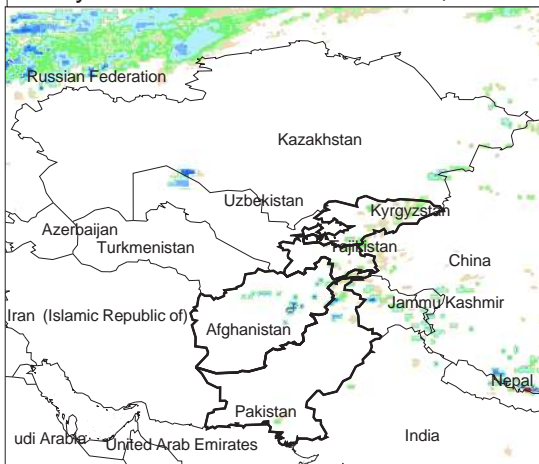 Russian Federation
Kazakhstan
Uzbekistan
Kyrgyzstan
Azerbaijan
Turkmenistan
Tajikistan
China
Jammu Kashmir
Iran (Islamic Republic of)
Afghanistan
Nepal
Pakistan
udi Arabia
United Arab Emirates
India